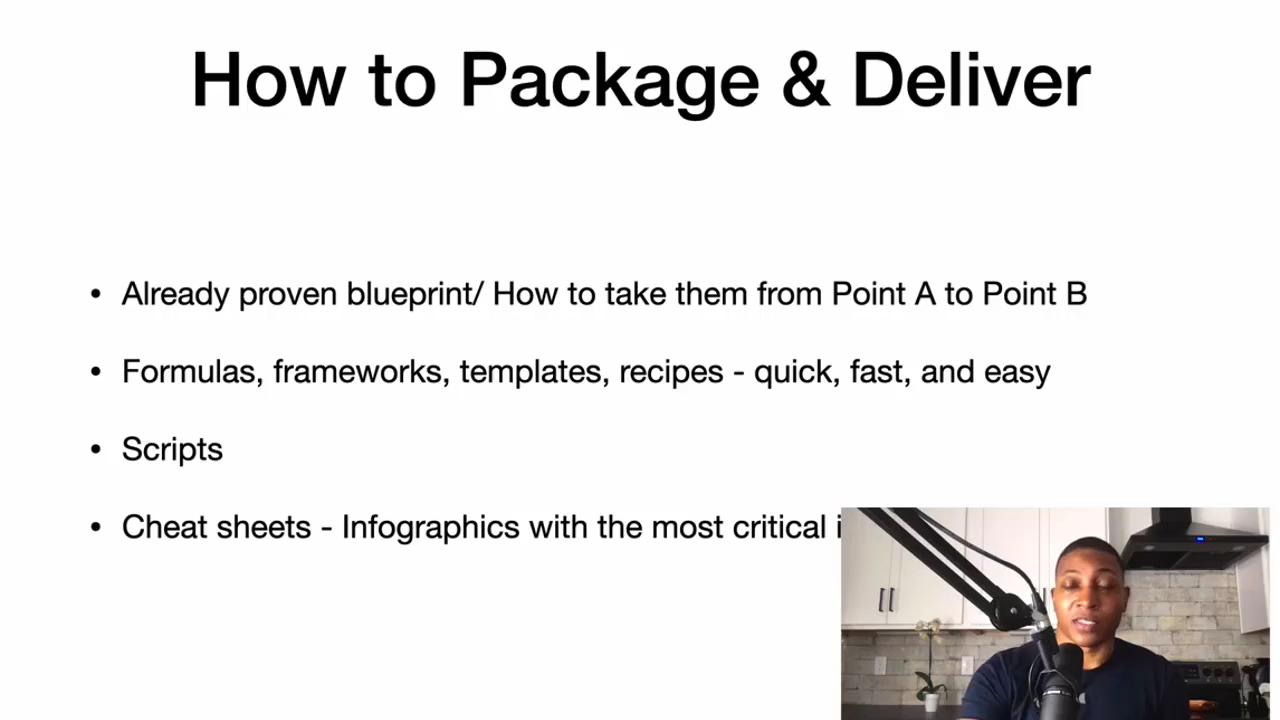 How to Package & Deliver
• Already proven blueprint/ How to take them from Point A to Point B
• Formulas, frameworks, templates, recipes - quick, fast, and easy
• Scripts
• Cheat sheets - Infographics with the most critical